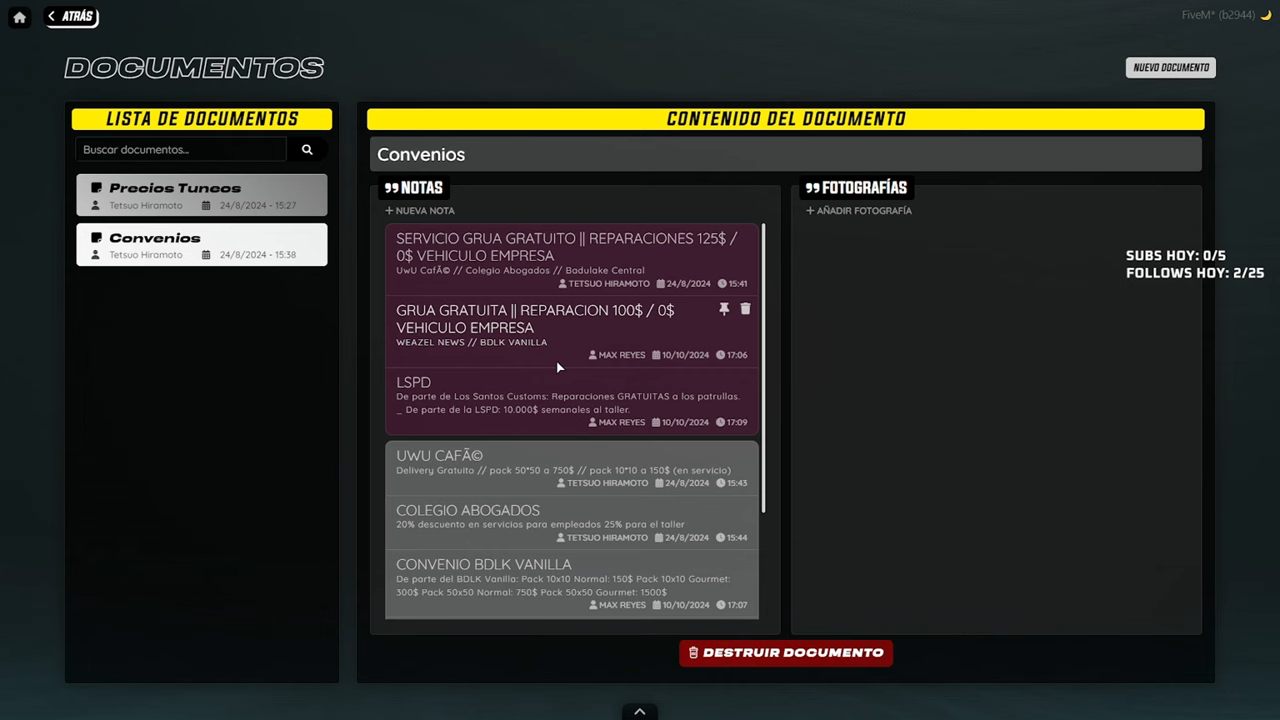 ATRÁS
FiveM* (b2944)
DOCUMENTOS
NUEVO DOCUMENTO
LISTA DE DOCUMENTOS
Buscar documentos...
Precios Tuneos
Tetsuo Hiramoto 24/8/2024 - 15:27
Convenios
Tetsuo Hiramoto 24/8/2024 - 15:38
CONTENIDO DEL DOCUMENTO
Convenios
NOTAS
+ NUEVA NOTA
SERVICIO GRUA GRATUITO || REPARACIONES 125$ /
0$ VEHICULO EMPRESA
UwU CafÃ© // Colegio Abogados // Badulake Central
TETSUO HIRAMOTO 24/8/2024 15:41
GRUA GRATUITA || REPARACION 100$ / 0$
VEHICULO EMPRESA
WEAZEL NEWS // BDLK VANILLA
MAX REYES 10/10/2024 17:06
LSPD
De parte de Los Santos Customs: Reparaciones GRATUITAS a los patrullas.
_ De parte de la LSPD: 10.000$ semanales al taller.
MAX REYES 10/10/2024 17:09
UWU CAFÃ©
Delivery Gratuito // pack 50*50 a 750$ // pack 10*10 a 150$ (en servicio)
TETSUO HIRAMOTO 24/8/2024 15:43
COLEGIO ABOGADOS
20% descuento en servicios para empleados 25% para el taller
TETSUO HIRAMOTO 24/8/2024 15:44
CONVENIO BDLK VANILLA
De parte del BDLK Vanilla: Pack 10x10 Normal: 150$ Pack 10x10 Gourmet:
300$ Pack 50x50 Normal: 750$ Pack 50x50 Gourmet: 1500$
MAX REYES 10/10/2024 17:07
FOTOGRAFÍAS
+ AÑADIR FOTOGRAFÍA
SUBS HOY: 0/5
FOLLOWS HOY: 2/25
DESTRUIR DOCUMENTO